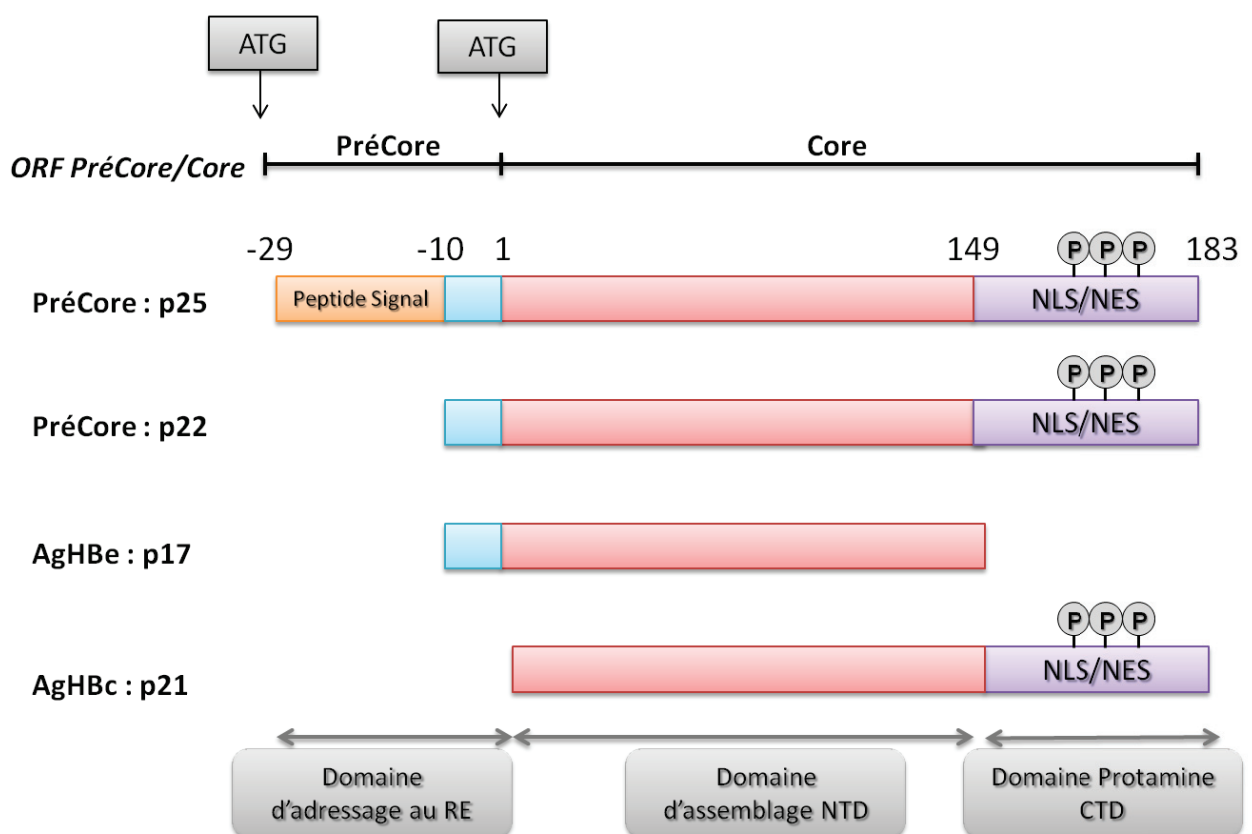 ATG
ATG
PréCore
Core
ORF PréCore/Core
-29
-10
1
149
P P P
183
PréCore : p25
Peptide Signal
NLS/NES
P P P
PréCore : p22
NLS/NES
AgHBe : p17
P P P
AgHBc : p21
NLS/NES
Domaine
d'adressage au RE
Domaine
d'assemblage NTD
Domaine Protamine
CTD